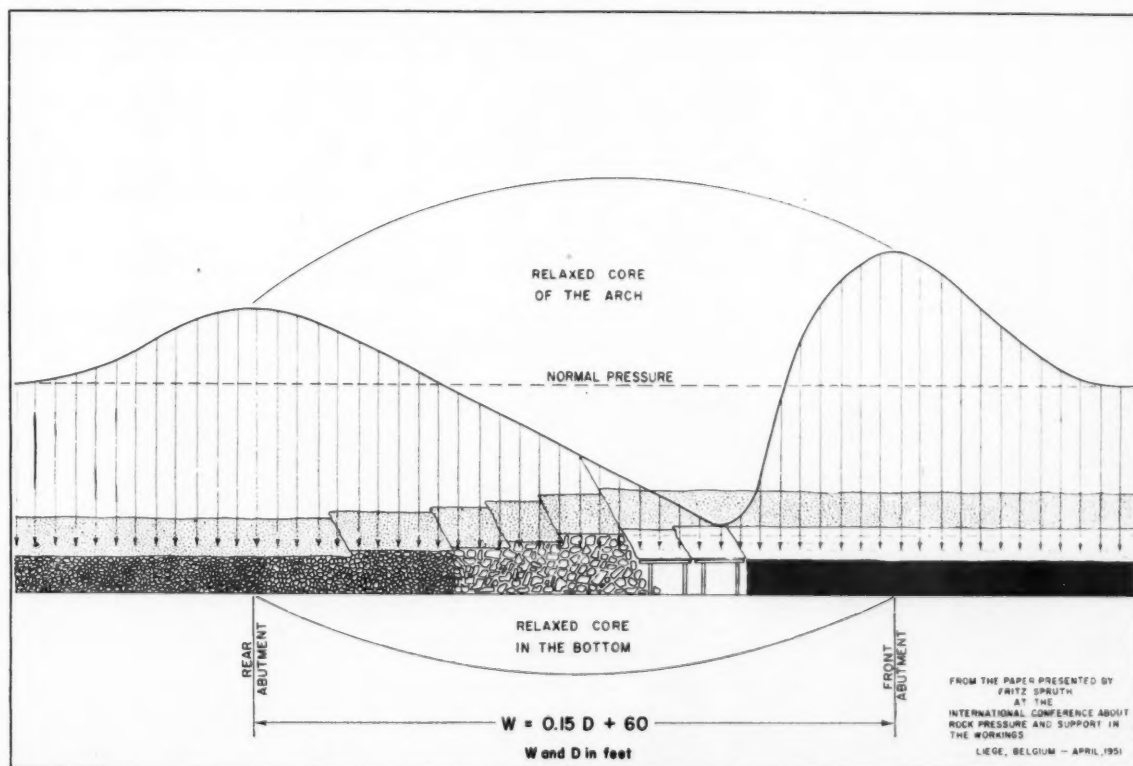 RELAXED CORE
OF THE ARCH
NORMAL PRESSURE
RELAXED CORE
IN THE BOTTOM
REAR
ABUTMENT
FRONT
ABUTMENT
W = 0.15 D + 60
W and D in feet
FROM THE PAPER PRESENTED BY
FRITZ SPRUTH
AT THE
INTERNATIONAL CONFERENCE ABOUT
ROCK PRESSURE AND SUPPORT IN
THE WORKINGS
LIEGE, BELGIUM — APRIL, 1951